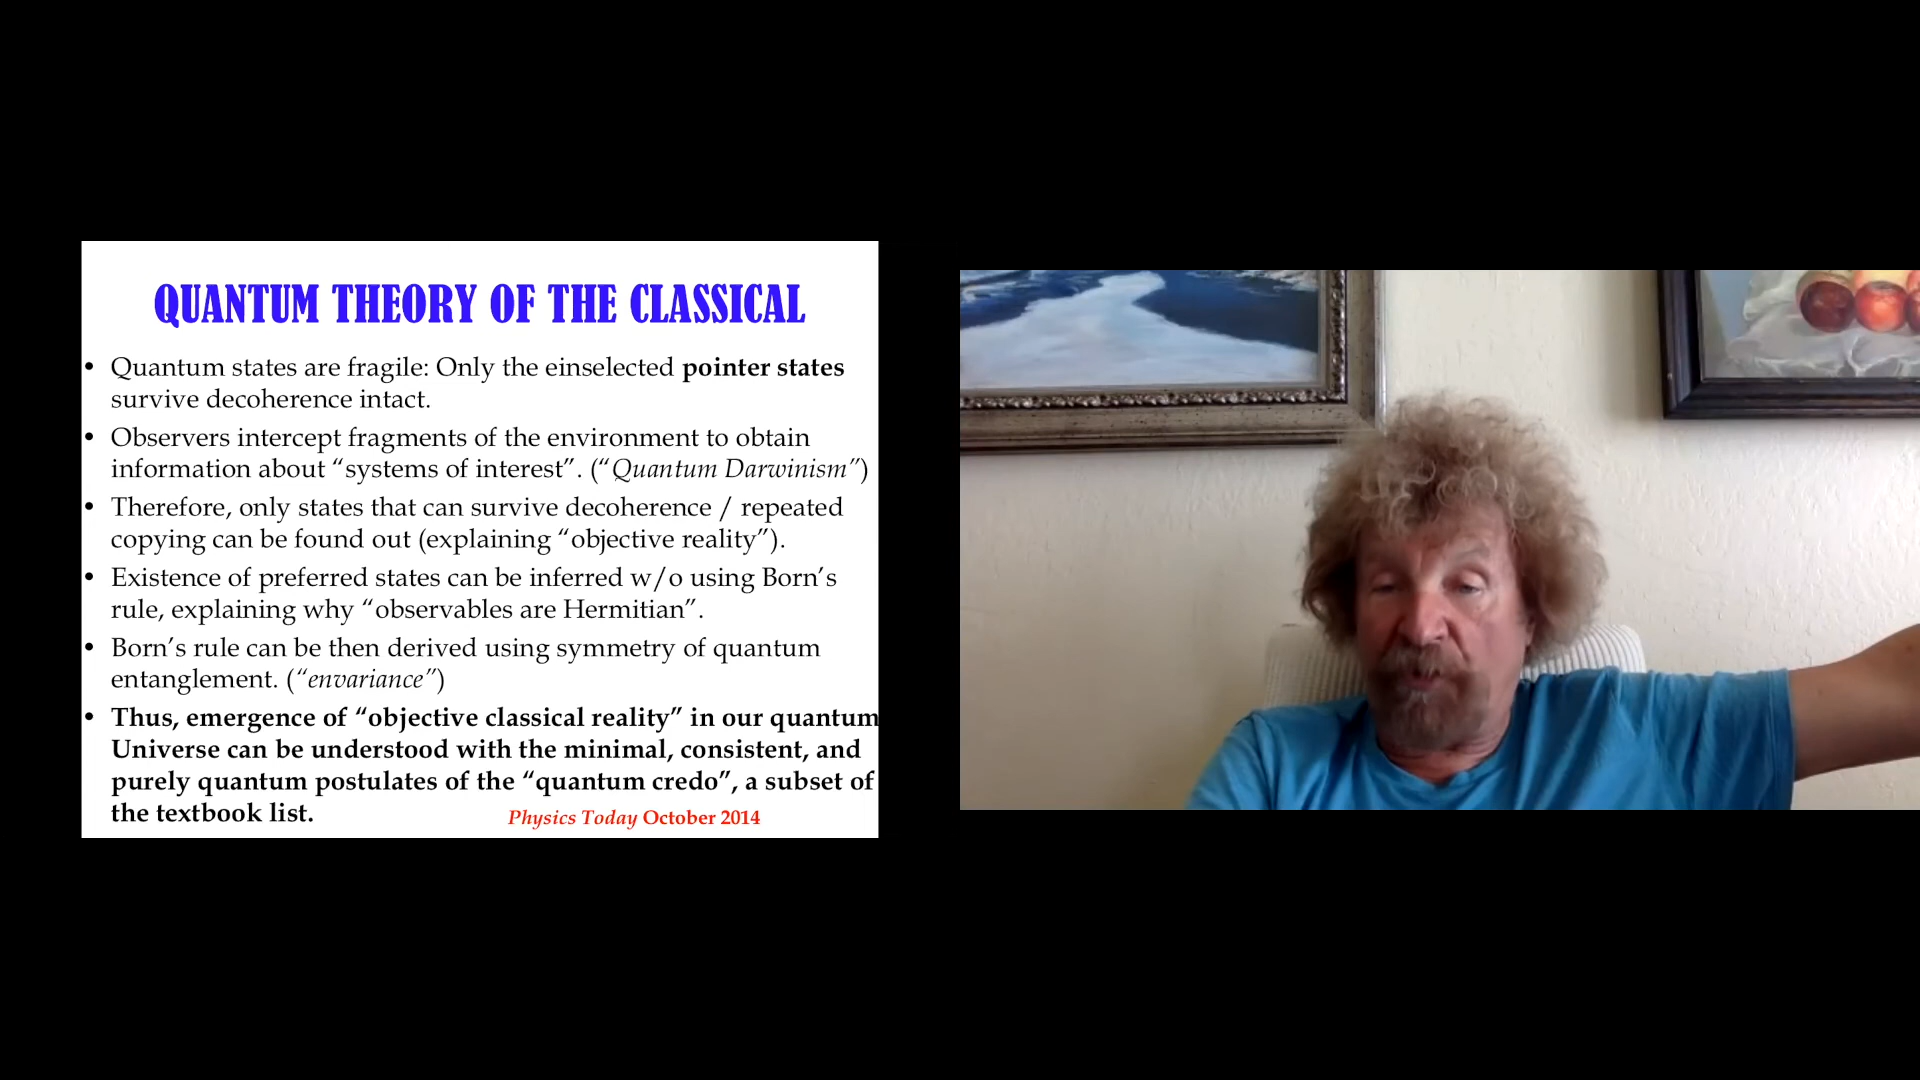 QUANTUM THEORY OF THE CLASSICAL
• Quantum states are fragile: Only the einselected pointer states
survive decoherence intact.
• Observers intercept fragments of the environment to obtain
information about “systems of interest”. (“Quantum Darwinism”)
• Therefore, only states that can survive decoherence / repeated
copying can be found out (explaining “objective reality”).
• Existence of preferred states can be inferred w/o using Born’s
rule, explaining why “observables are Hermitian”.
• Born’s rule can be then derived using symmetry of quantum
entanglement. (“envariance”)
• Thus, emergence of “objective classical reality” in our quantum
Universe can be understood with the minimal, consistent, and
purely quantum postulates of the “quantum credo”, a subset of
the textbook list.
Physics Today October 2014